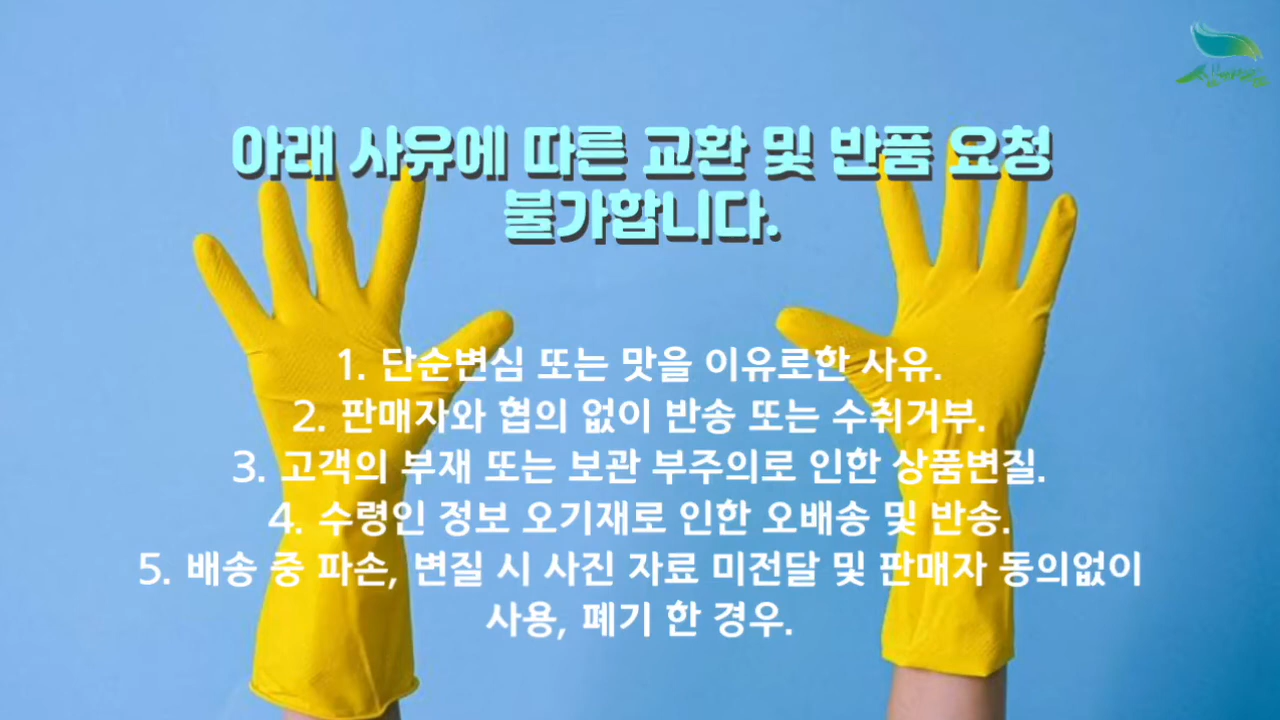 아래 사유에 따른 교환 및 반품 요청
불가합니다.
1. 단순변심 또는 맛을 이유로한 사유.
2. 판매자와 협의 없이 반송 또는 수취거부.
3. 고객의 부재 또는 보관 부주의로 인한 상품변질.
4. 수령인 정보 오기재로 인한 오배송 및 반송.
5. 배송 중 파손, 변질 시 사진 자료 미전달 및 판매자 동의없이
사용, 폐기 한 경우.